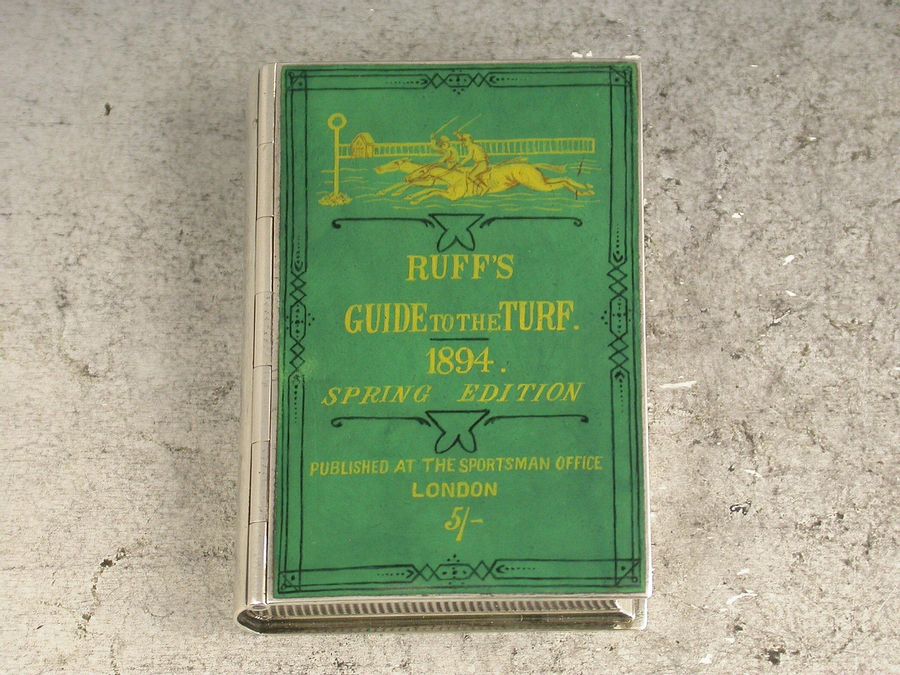 RUFF'S
GUIDE TO THE TURF.
1894.
SPRING EDITION
PUBLISHED AT THE SPORTSMAN OFFICE
LONDON
5/-